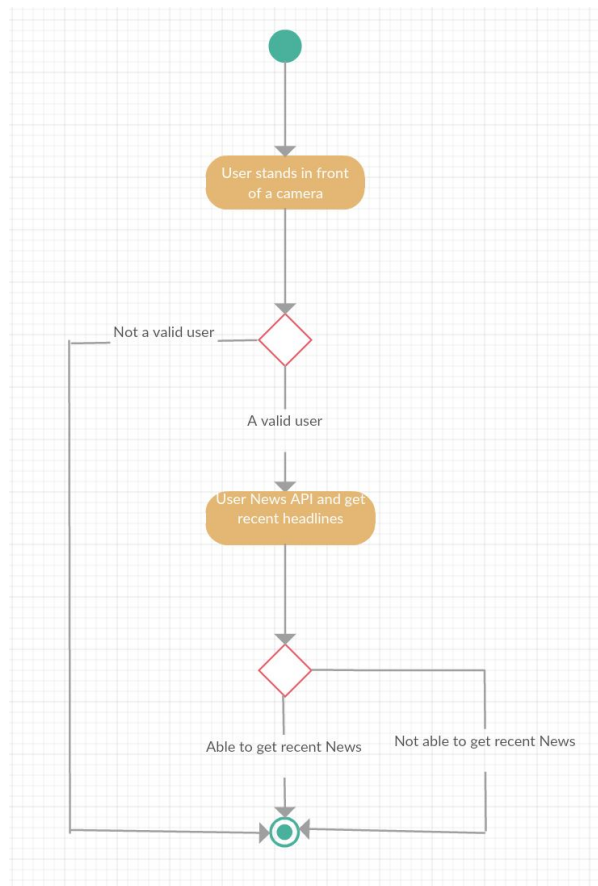 User stands in front
of a camera
Not a valid user
A valid user
User News API and get
recent headlines
Able to get recent News
Not able to get recent News